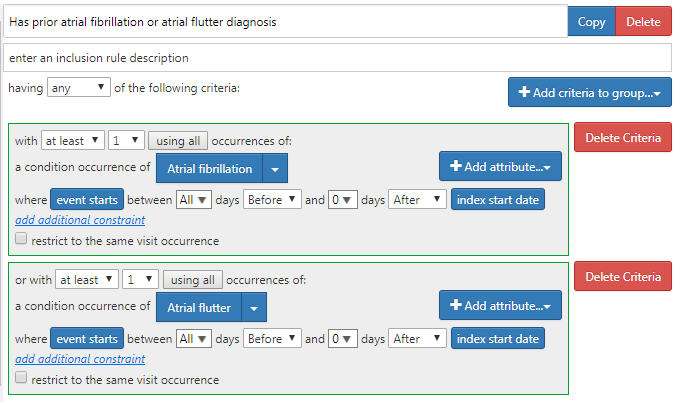 Has prior atrial fibrillation or atrial flutter diagnosis Copy Delete
enter an inclusion rule description
having any of the following criteria: Add criteria to group...
with at least 1 using all occurrences of: Delete Criteria
a condition occurrence of Atrial fibrillation Add attribute...
where event starts between All days Before and 0 days After index start date
add additional constraint
restrict to the same visit occurrence
or with at least 1 using all occurrences of: Delete Criteria
a condition occurrence of Atrial flutter Add attribute...
where event starts between All days Before and 0 days After index start date
add additional constraint
restrict to the same visit occurrence